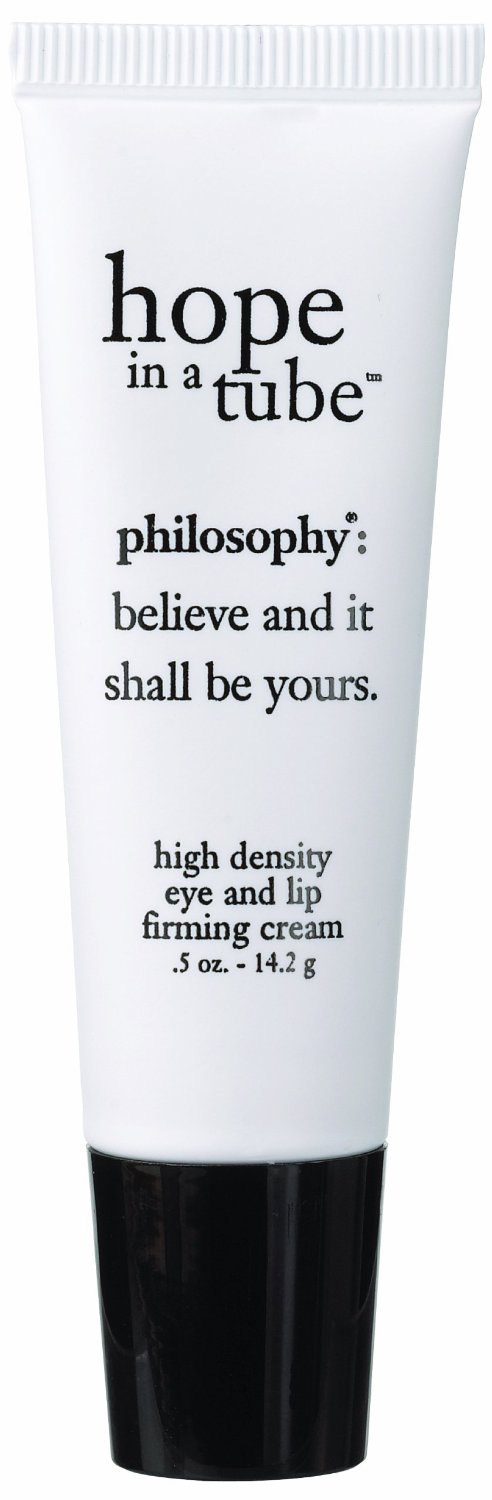 hope
in a tube™
philosophy®:
believe and it
shall be yours.
high density
eye and lip
firming cream
.5 oz. - 14.2 g